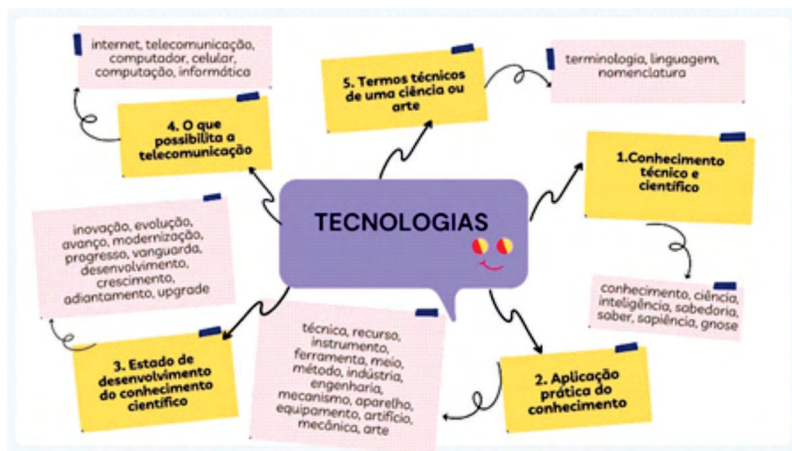 TECNOLOGIAS
1.Conhecimento
técnico e
científico
conhecimento, ciência,
inteligência, sabedoria,
saber, sapiência, gnose
2. Aplicação
prática do
conhecimento
técnica, recurso,
instrumento,
ferramenta, meio,
método, indústria,
engenharia,
mecanismo, aparelho,
equipamento, artifício,
mecânica, arte
3. Estado de
desenvolvimento
do conhecimento
científico
inovação, evolução,
avanço, modernização,
progresso, vanguarda,
desenvolvimento,
crescimento,
adiantamento, upgrade
4. O que
possibilita a
telecomunicação
internet, telecomunicação,
computador, celular,
computação, informática
5. Termos técnicos
de uma ciência ou
arte
terminologia, linguagem,
nomenclatura